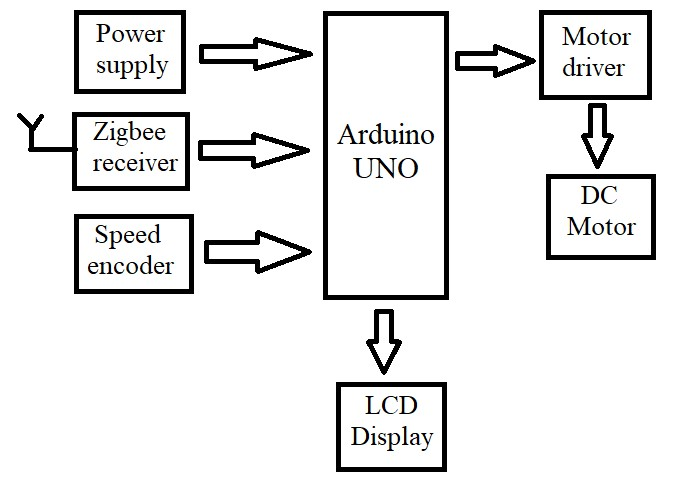 Power
supply
Zigbee
receiver
Speed
encoder
Arduino
UNO
Motor
driver
DC
Motor
LCD
Display